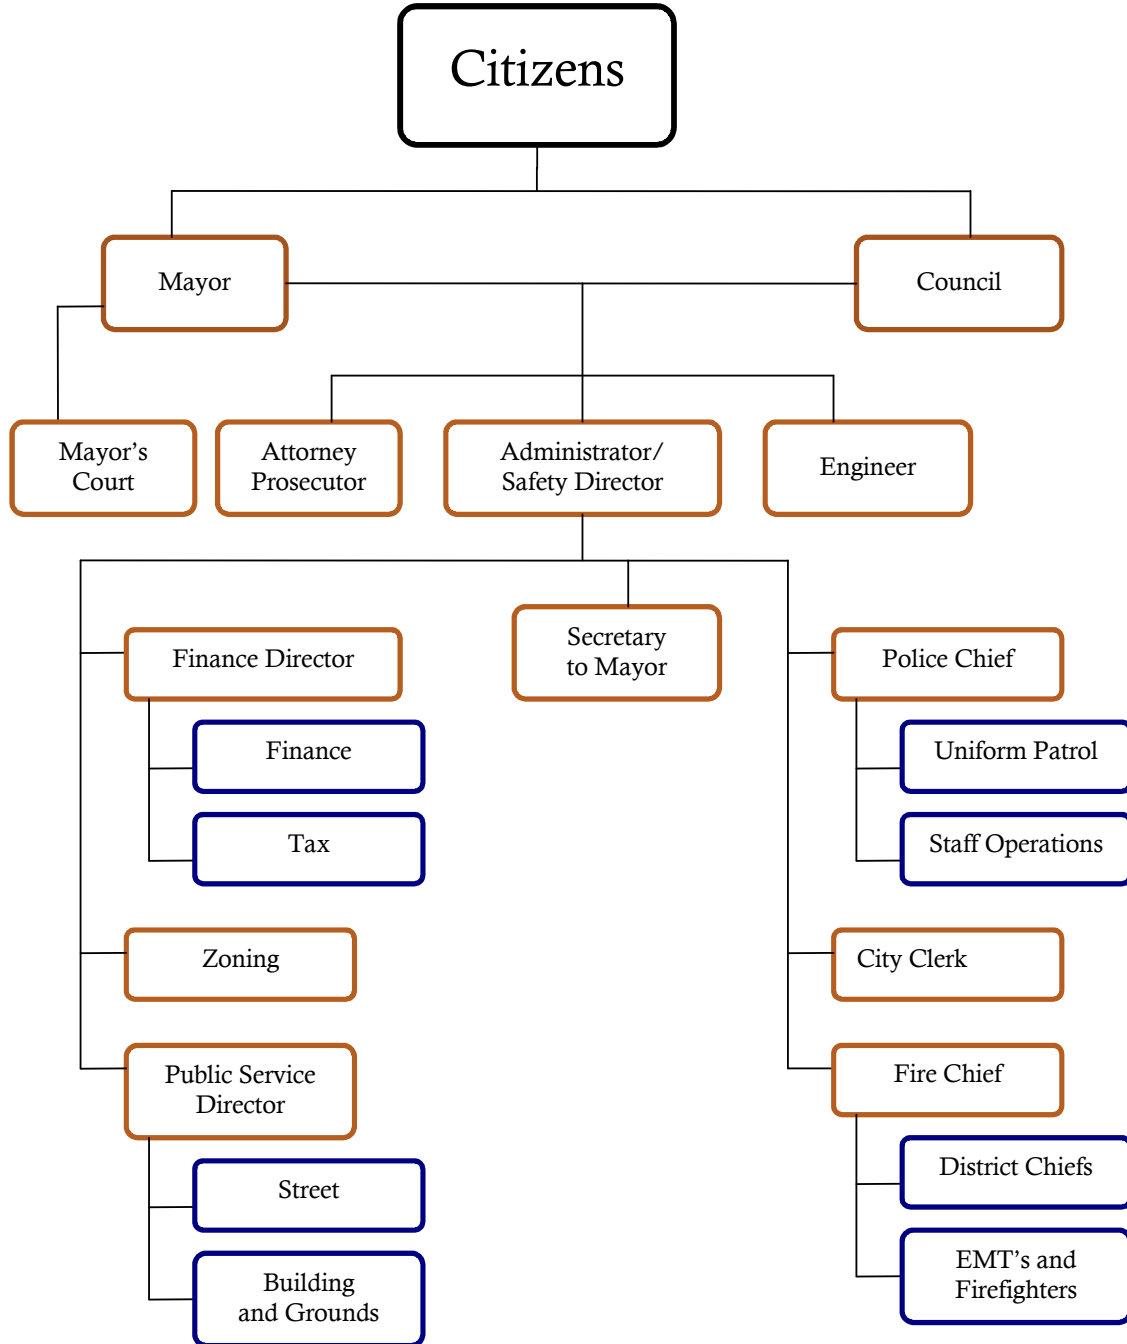 Citizens
Mayor
Council
Mayor’s
Court
Attorney
Prosecutor
Administrator/
Safety Director
Engineer
Finance Director
Secretary
to Mayor
Police Chief
Finance
Uniform Patrol
Tax
Staff Operations
Zoning
City Clerk
Public Service
Director
Fire Chief
Street
District Chiefs
Building
and Grounds
EMT’s and
Firefighters